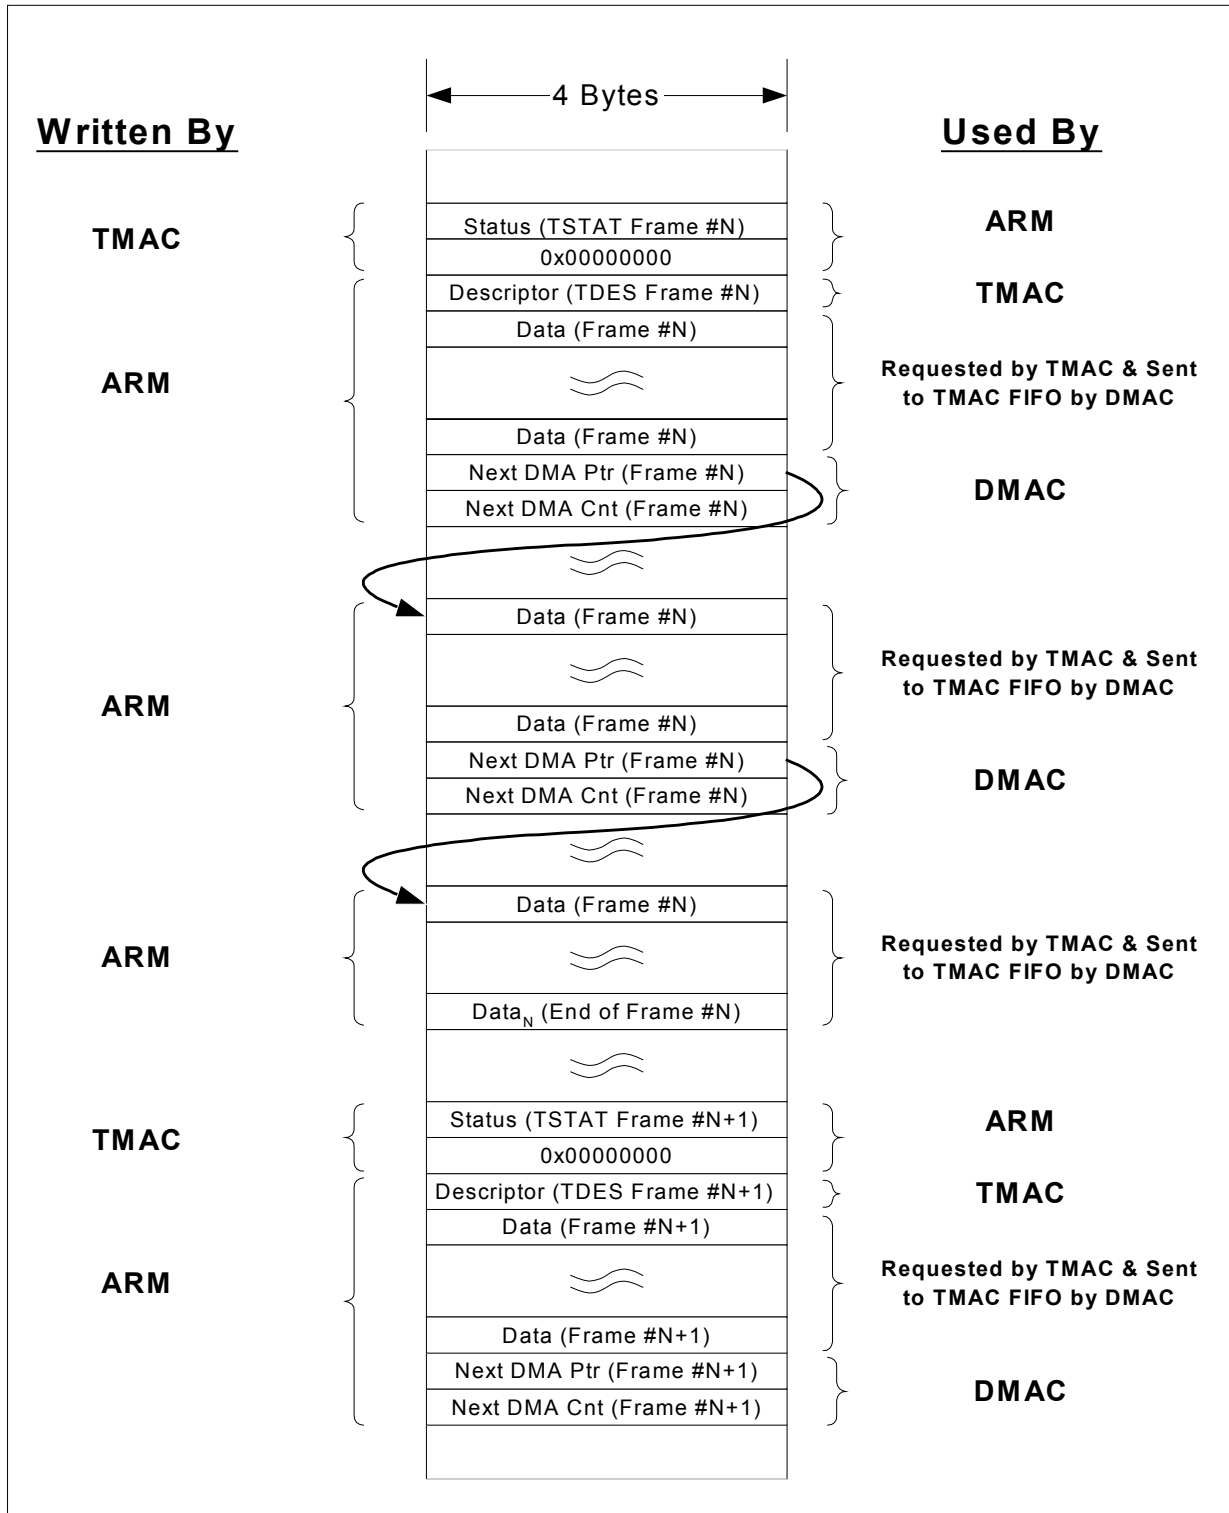 4 Bytes
Written By
Used By
TMAC
Status (TSTAT Frame #N)
ARM
0x00000000
Descriptor (TDES Frame #N)
TMAC
Data (Frame #N)
ARM
Requested by TMAC & Sent
to TMAC FIFO by DMAC
Data (Frame #N)
Next DMA Ptr (Frame #N)
DMAC
Next DMA Cnt (Frame #N)
Data (Frame #N)
ARM
Requested by TMAC & Sent
to TMAC FIFO by DMAC
Data (Frame #N)
Next DMA Ptr (Frame #N)
DMAC
Next DMA Cnt (Frame #N)
Data (Frame #N)
ARM
Requested by TMAC & Sent
to TMAC FIFO by DMAC
DataN (End of Frame #N)
TMAC
Status (TSTAT Frame #N+1)
ARM
0x00000000
Descriptor (TDES Frame #N+1)
TMAC
Data (Frame #N+1)
ARM
Requested by TMAC & Sent
to TMAC FIFO by DMAC
Data (Frame #N+1)
Next DMA Ptr (Frame #N+1)
DMAC
Next DMA Cnt (Frame #N+1)